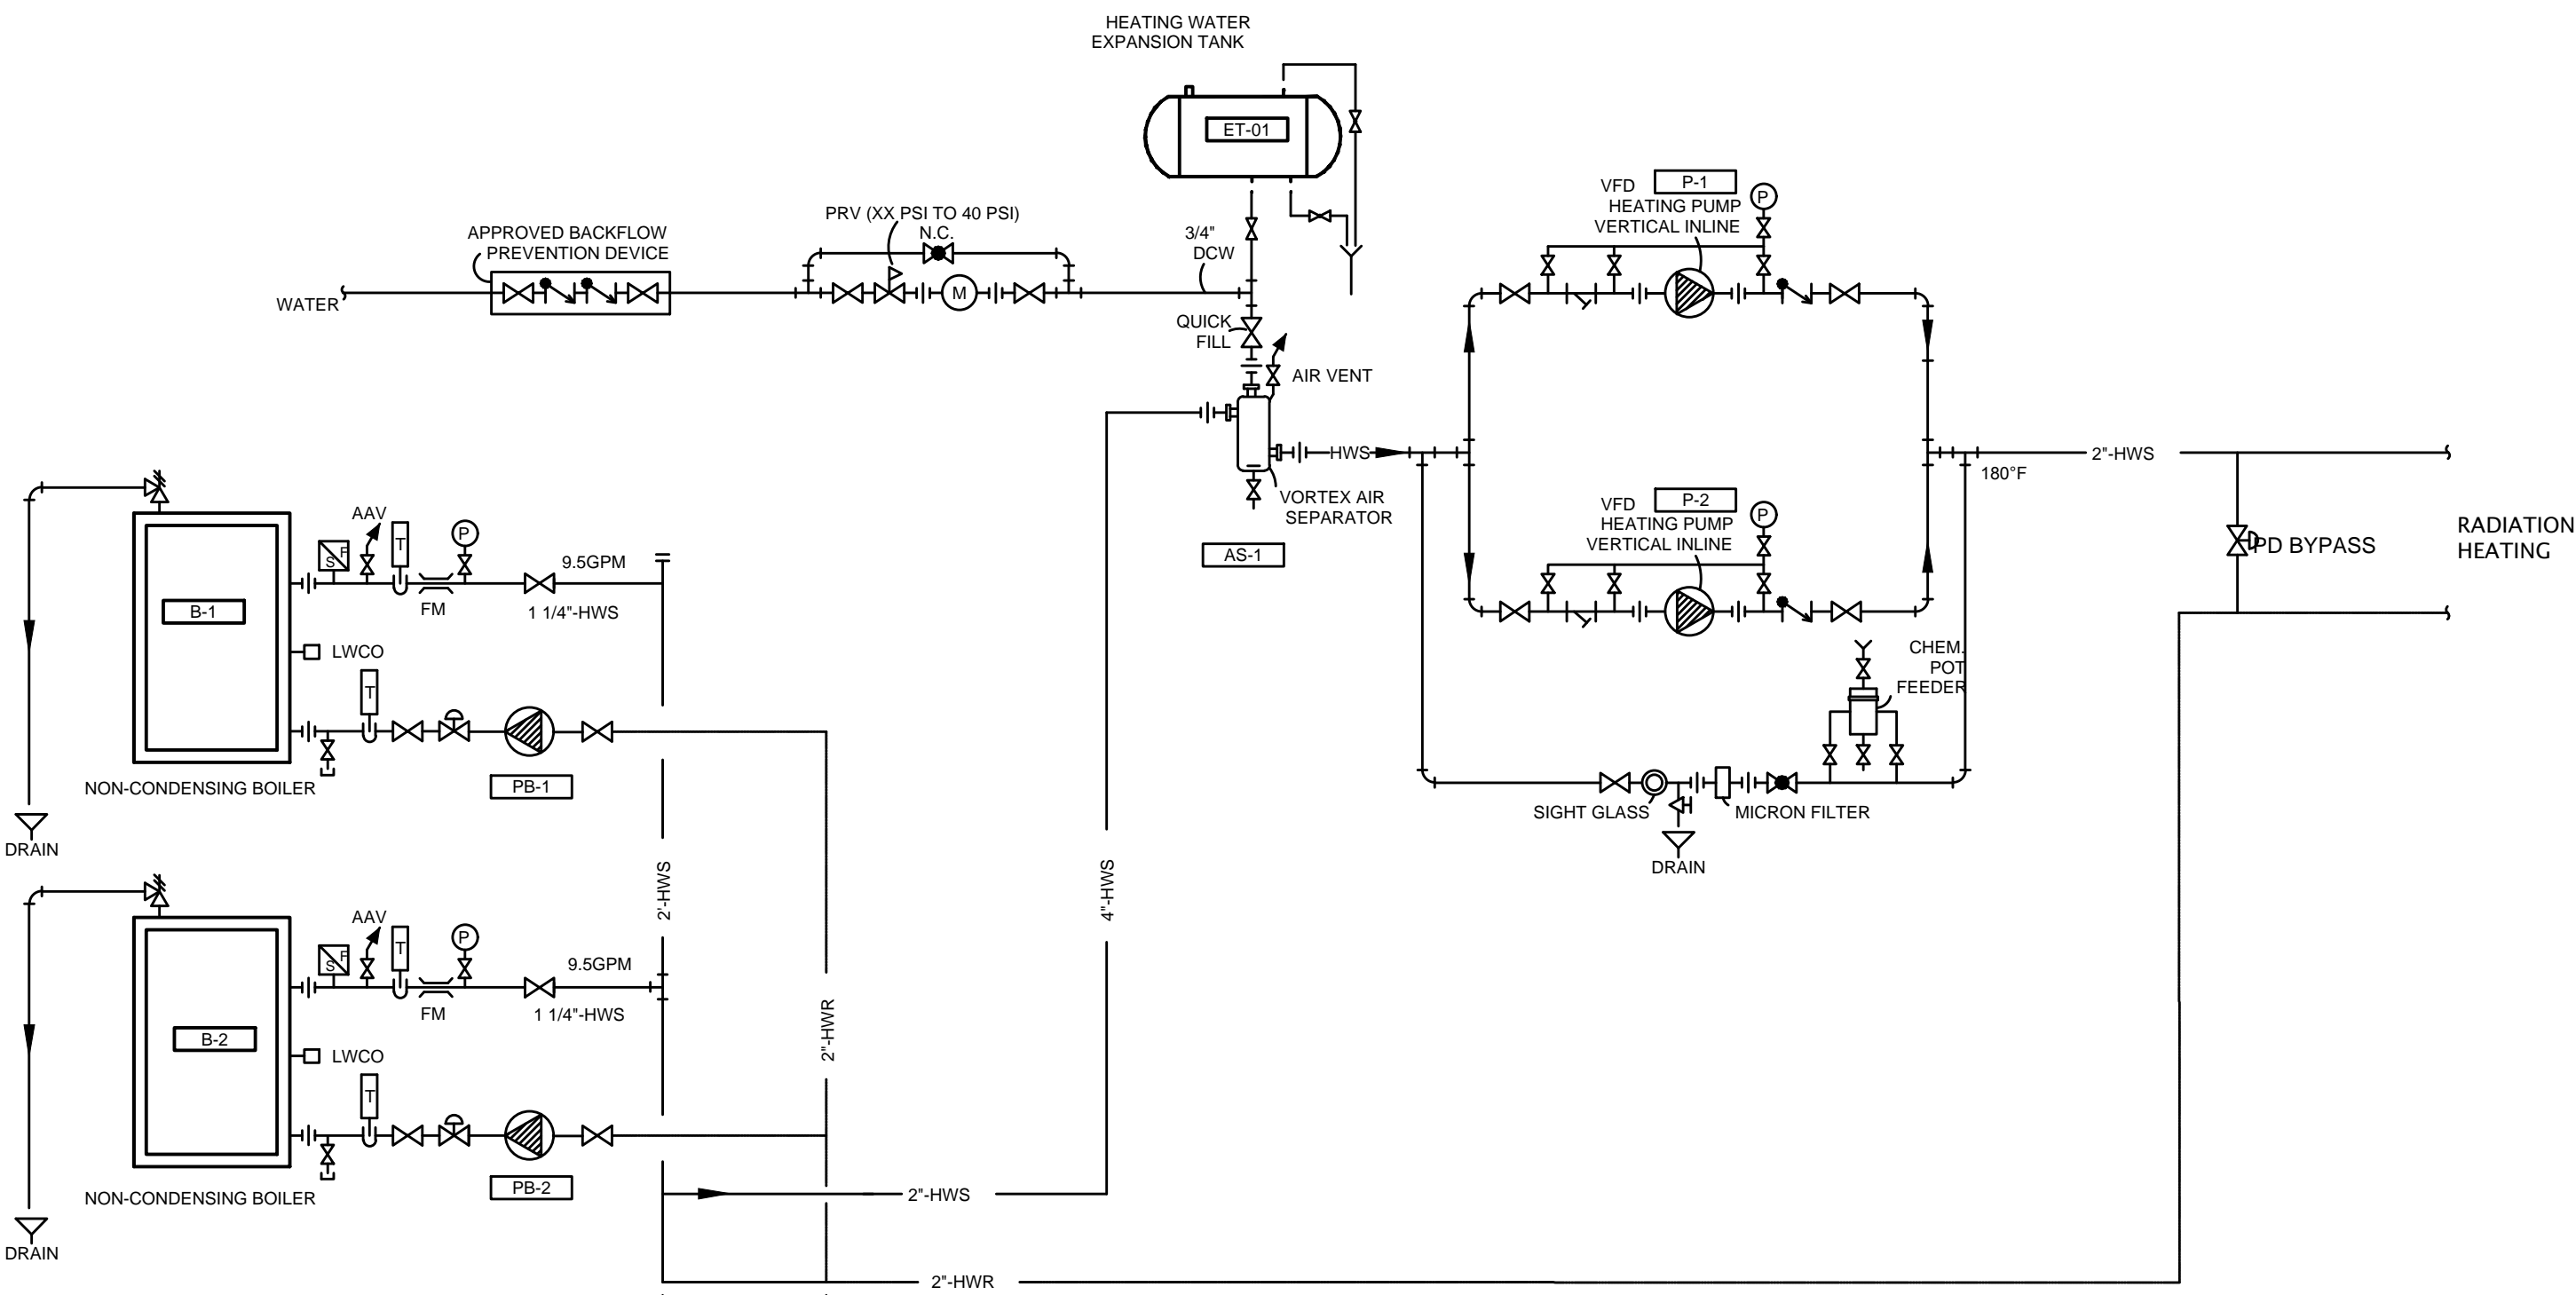 HEATING WATER
EXPANSION TANK
ET-01
PRV (XX PSI TO 40 PSI)
N.C.
APPROVED BACKFLOW
PREVENTION DEVICE
3/4"
DCW
WATER
M
QUICK
FILL
AIR VENT
VFD
P-1
P
HEATING PUMP
VERTICAL INLINE
HWS
VORTEX AIR
SEPARATOR
AS-1
VFD
P-2
P
HEATING PUMP
VERTICAL INLINE
180°F
2"-HWS
PD BYPASS
RADIATION
HEATING
CHEM.
POT
FEEDER
SIGHT GLASS
MICRON FILTER
DRAIN
AAV
S
F
T
P
FM
9.5GPM
1 1/4"-HWS
B-1
LWCO
T
PB-1
NON-CONDENSING BOILER
DRAIN
2'-HWS
4"-HWS
2"-HWR
AAV
S
F
T
P
FM
9.5GPM
1 1/4"-HWS
B-2
LWCO
T
PB-2
NON-CONDENSING BOILER
DRAIN
2"-HWS
2"-HWR